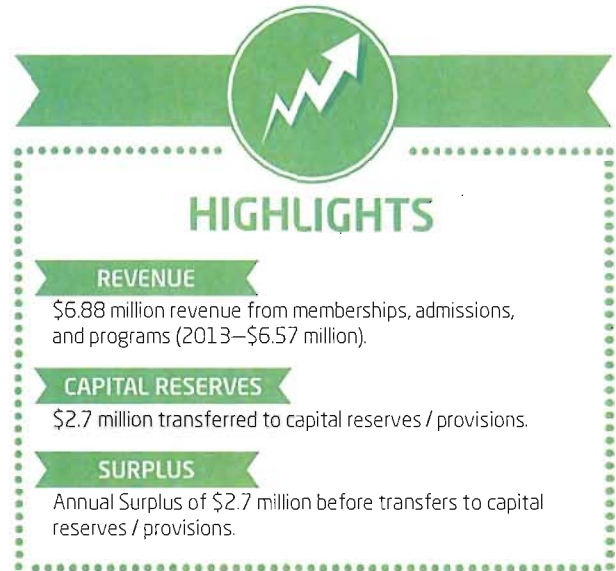 HIGHLIGHTS
REVENUE
$6.88 million revenue from memberships, admissions,
and programs (2013—$6.57 million).
CAPITAL RESERVES
$2.7 million transferred to capital reserves / provisions.
SURPLUS
Annual Surplus of $2.7 million before transfers to capital
reserves / provisions.